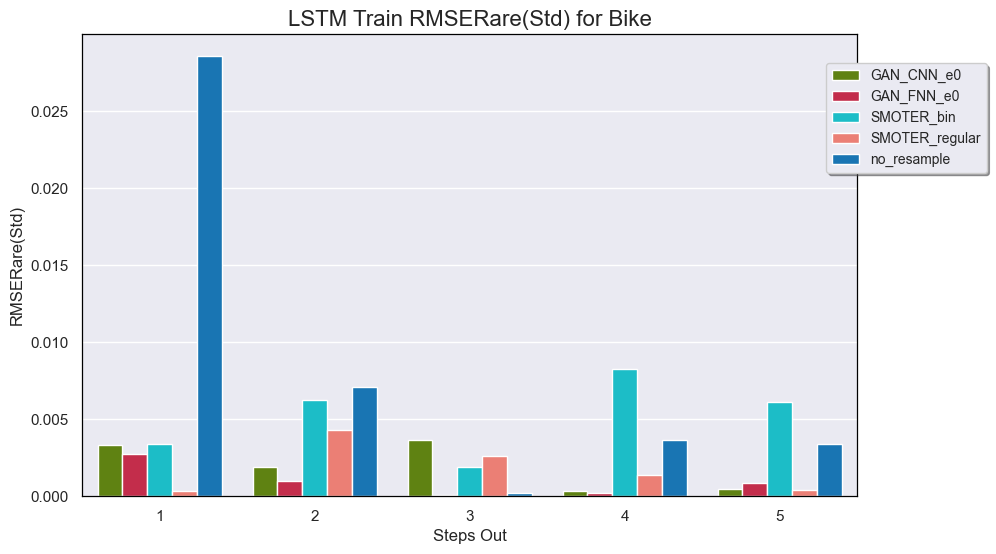 LSTM Train RMSERare(Std) for Bike
GAN_CNN_e0
GAN_FNN_e0
SMOTER_bin
SMOTER_regular
no_resample
RMSERare(Std)
0.025
0.020
0.015
0.010
0.005
0.000
1 2 3 4 5
Steps Out